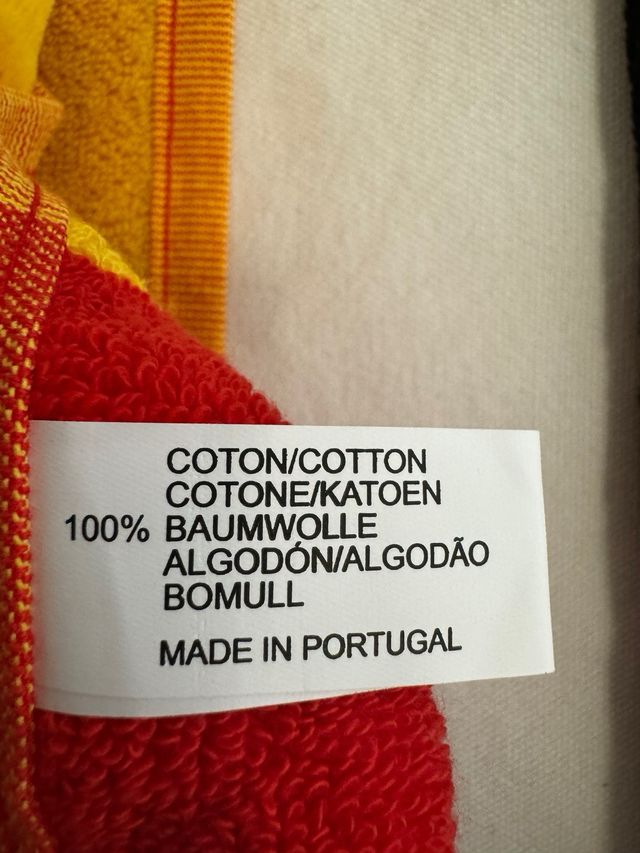 COTON/COTTON
COTONE/KATOEN
100% BAUMWOLLE
ALGODÓN/ALGODÃO
BOMULL
MADE IN PORTUGAL